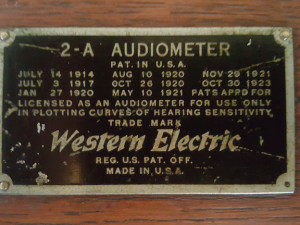 2-A AUDIOMETER
PAT. IN U.S.A.
JULY 14 1914 AUG 10 1920 NOV 29 1921
JULY 3 1917 OCT 26 1920 OCT 30 1923
JAN 27 1920 MAY 10 1921 PATS APPD FOR
LICENSED AS AN AUDIOMETER FOR USE ONLY
IN PLOTTING CURVES OF HEARING SENSITIVITY
TRADE MARK
Western Electric
REG. U.S. PAT. OFF.
MADE IN U.S.A.